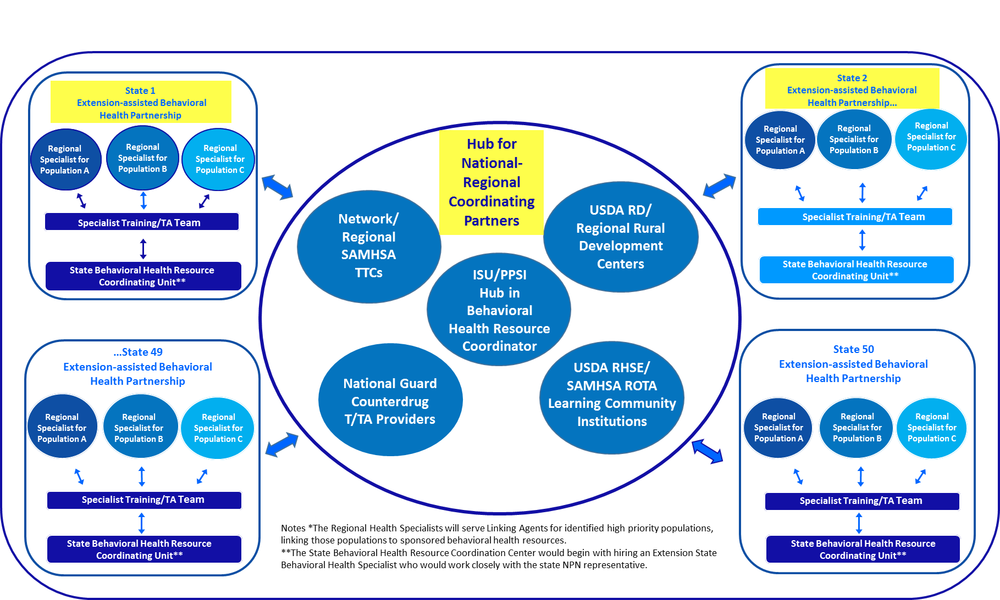 State 1
Extension-assisted Behavioral
Health Partnership
Regional
Specialist for
Population A
Regional
Specialist for
Population B
Regional
Specialist for
Population C
Specialist Training/TA Team
State Behavioral Health Resource
Coordinating Unit**
State 2
Extension-assisted Behavioral
Health Partnership...
Regional
Specialist for
Population A
Regional
Specialist for
Population B
Regional
Specialist for
Population C
Specialist Training/TA Team
State Behavioral Health Resource
Coordinating Unit**
Hub for
National-
Regional
Coordinating
Partners
Network/
Regional
SAMHSA
TTCs
USDA RD/
Regional Rural
Development
Centers
ISU/PPSI
Hub in
Behavioral
Health Resource
Coordinator
National Guard
Counterdrug
T/TA Providers
USDA RHSE/
SAMHSA ROTA
Learning Community
Institutions
...State 49
Extension-assisted Behavioral
Health Partnership
Regional
Specialist for
Population A
Regional
Specialist for
Population B
Regional
Specialist for
Population C
Specialist Training/TA Team
State Behavioral Health Resource
Coordinating Unit**
State 50
Extension-assisted Behavioral
Health Partnership
Regional
Specialist for
Population A
Regional
Specialist for
Population B
Regional
Specialist for
Population C
Specialist Training/TA Team
State Behavioral Health Resource
Coordinating Unit**
Notes *The Regional Health Specialists will serve Linking Agents for identified high priority populations,
linking those populations to sponsored behavioral health resources.
**The State Behavioral Health Resource Coordination Center would begin with hiring an Extension State
Behavioral Health Specialist who would work closely with the state NPN representative.